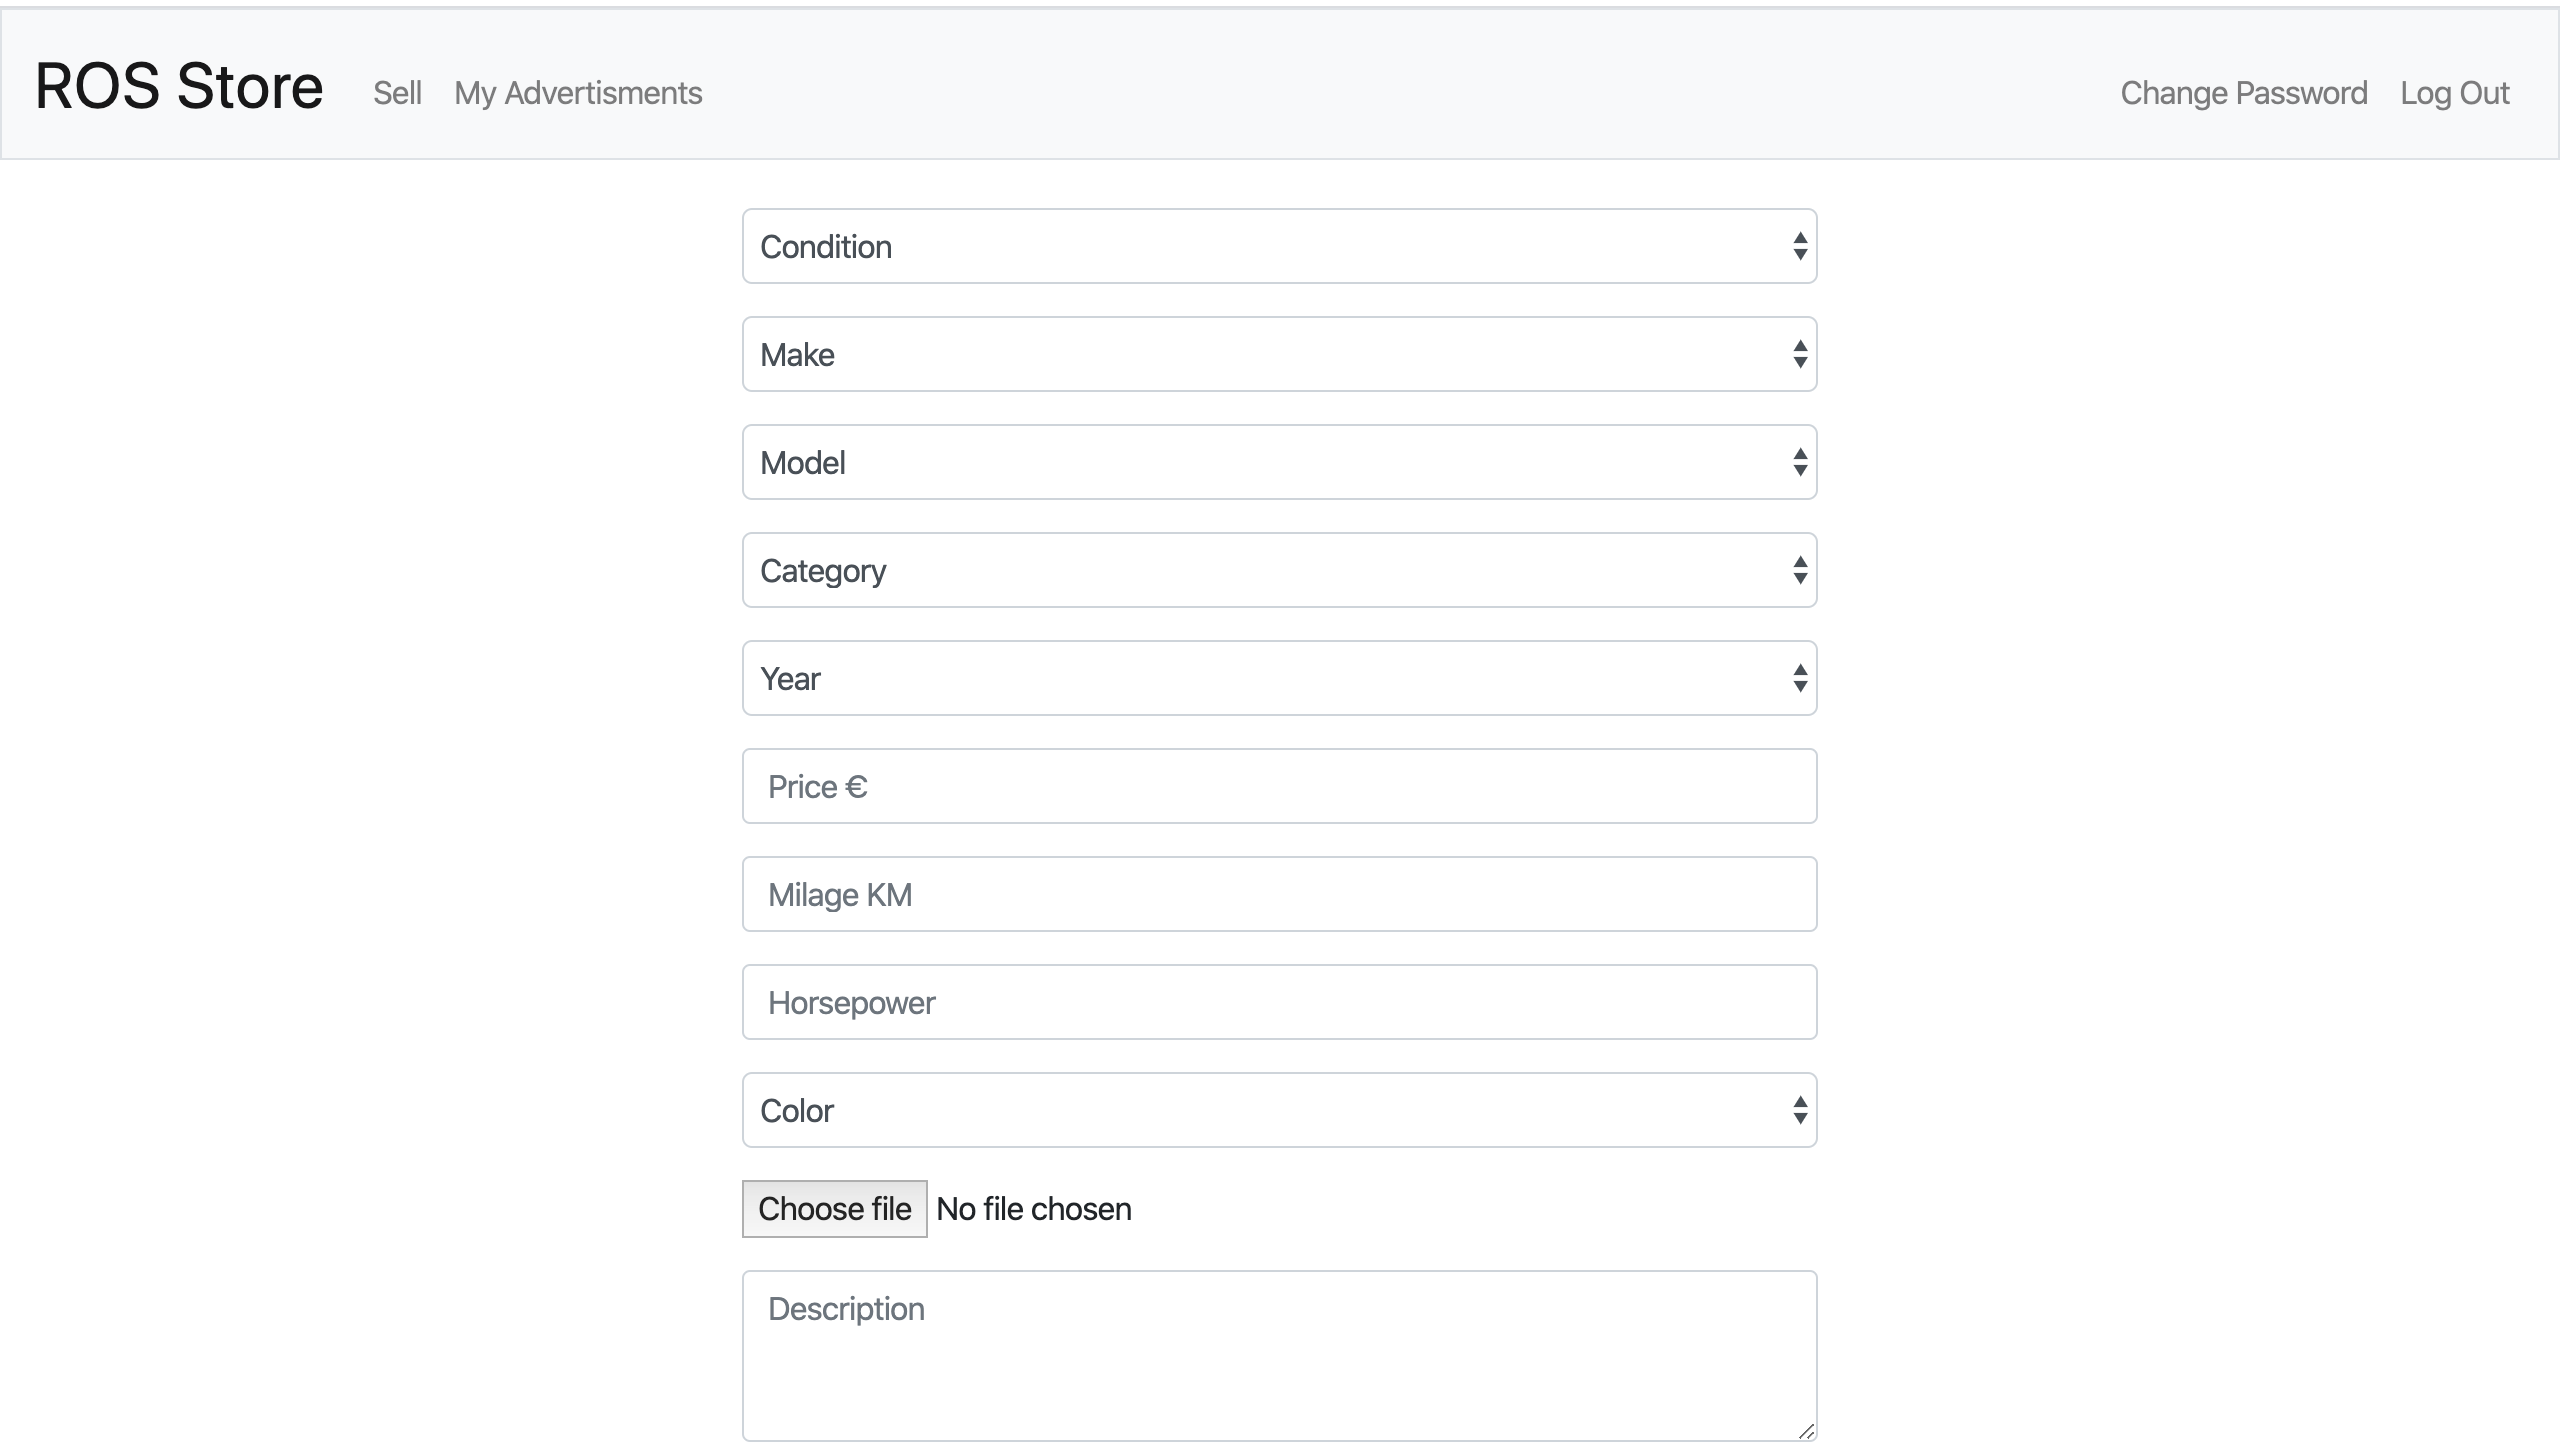 ROS Store Sell My Advertisments Change Password Log Out
Condition
Make
Model
Category
Year
Price €
Milage KM
Horsepower
Color
Choose file No file chosen
Description